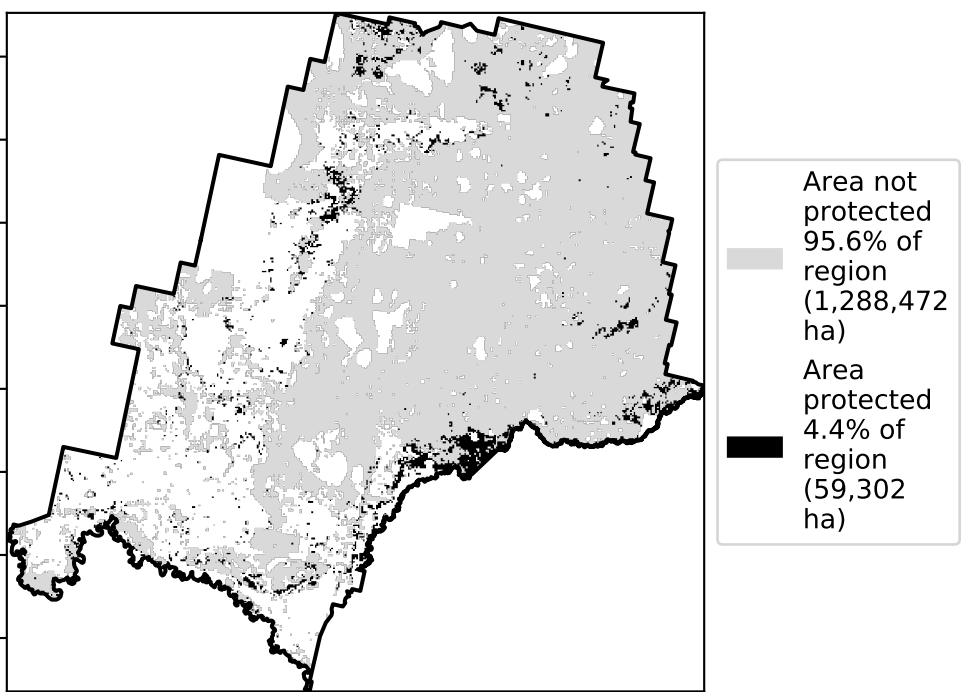 Area not
protected
95.6% of
region
(1,288,472
ha)
Area
protected
4.4% of
region
(59,302
ha)